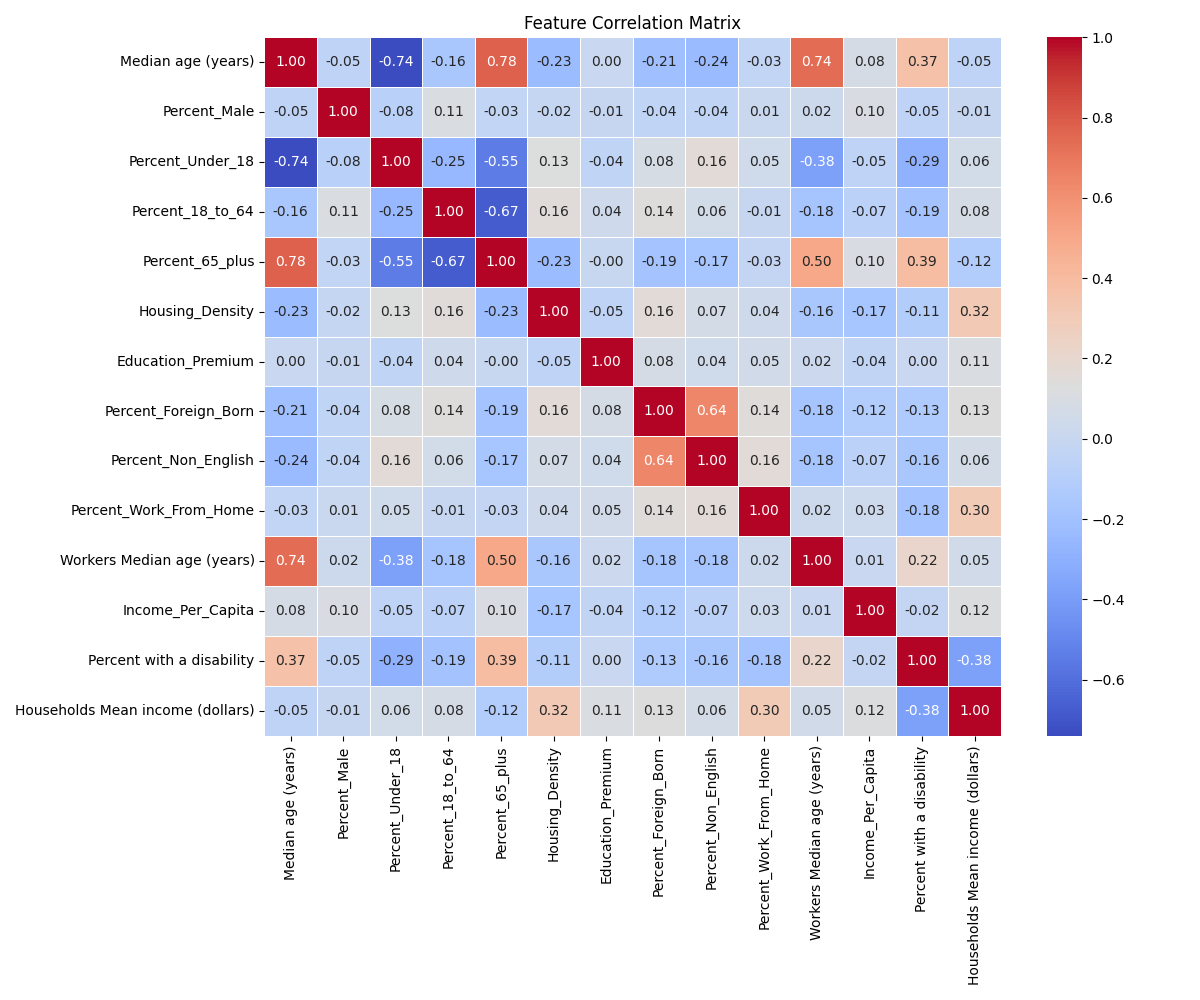 Feature Correlation Matrix
Median age (years) 1.00 -0.05 -0.74 -0.16 0.78 -0.23 0.00 -0.21 -0.24 -0.03 0.74 0.08 0.37 -0.05
Percent_Male -0.05 1.00 -0.08 0.11 -0.03 -0.02 -0.01 -0.04 -0.04 0.01 0.02 0.10 -0.05 -0.01
Percent_Under_18 -0.74 -0.08 1.00 -0.25 -0.55 0.13 -0.04 0.08 0.16 0.05 -0.38 -0.05 -0.29 0.06
Percent_18_to_64 -0.16 0.11 -0.25 1.00 -0.67 0.16 0.04 0.14 0.06 -0.01 -0.18 -0.07 -0.19 0.08
Percent_65_plus 0.78 -0.03 -0.55 -0.67 1.00 -0.23 -0.00 -0.19 -0.17 -0.03 0.50 0.10 0.39 -0.12
Housing_Density -0.23 -0.02 0.13 0.16 -0.23 1.00 -0.05 0.16 0.07 0.04 -0.16 -0.17 -0.11 0.32
Education_Premium 0.00 -0.01 -0.04 0.04 -0.00 -0.05 1.00 0.08 0.04 0.05 0.02 -0.04 0.00 0.11
Percent_Foreign_Born -0.21 -0.04 0.08 0.14 -0.19 0.16 0.08 1.00 0.64 0.14 -0.18 -0.12 -0.13 0.13
Percent_Non_English -0.24 -0.04 0.16 0.06 -0.17 0.07 0.04 0.64 1.00 0.16 -0.18 -0.07 -0.16 0.06
Percent_Work_From_Home -0.03 0.01 0.05 -0.01 -0.03 0.04 0.05 0.14 0.16 1.00 0.02 0.03 -0.18 0.30
Workers Median age (years) 0.74 0.02 -0.38 -0.18 0.50 -0.16 0.02 -0.18 -0.18 0.02 1.00 0.01 0.22 0.05
Income_Per_Capita 0.08 0.10 -0.05 -0.07 0.10 -0.17 -0.04 -0.12 -0.07 0.03 0.01 1.00 -0.02 0.12
Percent with a disability 0.37 -0.05 -0.29 -0.19 0.39 -0.11 0.00 -0.13 -0.16 -0.18 0.22 -0.02 1.00 -0.38
Households Mean income (dollars) -0.05 -0.01 0.06 0.08 -0.12 0.32 0.11 0.13 0.06 0.30 0.05 0.12 -0.38 1.00
Median age (years)
Percent_Male
Percent_Under_18
Percent_18_to_64
Percent_65_plus
Housing_Density
Education_Premium
Percent_Foreign_Born
Percent_Non_English
Percent_Work_From_Home
Workers Median age (years)
Income_Per_Capita
Percent with a disability
Households Mean income (dollars)
1.0
0.8
0.6
0.4
0.2
0.0
−0.2
−0.4
−0.6